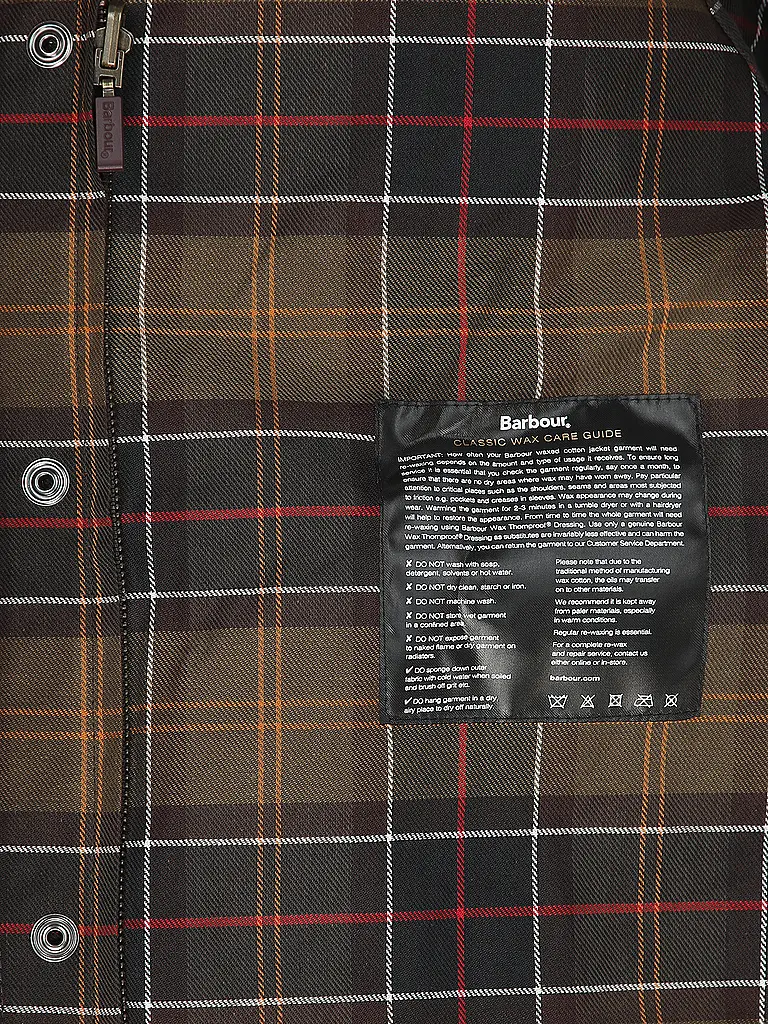 Barbour®
Barbour®
CLASSIC WAX CARE GUIDE
IMPORTANT: How often your Barbour waxed cotton jacket garment will need
re-waxing depends on the amount and type of usage it receives. To ensure long
service it is essential that you check the garment regularly, say once a month, to
ensure that there are no dry areas where wax may have worn away. Pay particular
attention to critical places such as the shoulders, seams and areas most subjected
to friction e.g. pockets and creases in sleeves. Wax appearance may change during
wear. Warming the garment for 2-3 minutes in a tumble dryer or with a hairdryer
will help to restore the appearance. From time to time the whole garment will need
re-waxing using Barbour Wax Thornproof® Dressing. Use only a genuine Barbour
Wax Thornproof® Dressing as substitutes are invariably less effective and can harm the
garment. Alternatively, you can return the garment to our Customer Service Department.
✗ DO NOT wash with soap,
detergent, solvents or hot water.
✗ DO NOT dry clean, starch or iron.
✗ DO NOT machine wash.
✗ DO NOT store wet garment
in a confined area.
✗ DO NOT expose garment
to naked flame or dry garment on
radiators.
✓ DO sponge down outer
fabric with cold water when soiled
and brush off grit etc.
✓ DO hang garment in a dry,
airy place to dry off naturally.
Please note that due to the
traditional method of manufacturing
wax cotton, the oils may transfer
on to other materials.
We recommend it is kept away
from paler materials, especially
in warm conditions.
Regular re-waxing is essential.
For a complete re-wax
and repair service, contact us
either online or in-store.
barbour.com